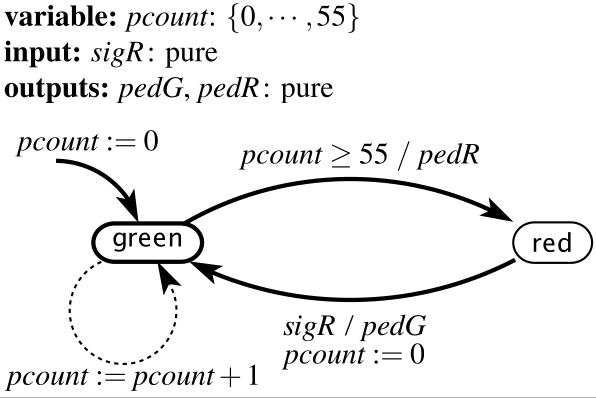 variable: pcount: {0, ⋯ , 55}
input: sigR: pure
outputs: pedG, pedR: pure
pcount := 0
pcount ≥ 55 / pedR
green
red
sigR / pedG
pcount := 0
pcount := pcount + 1